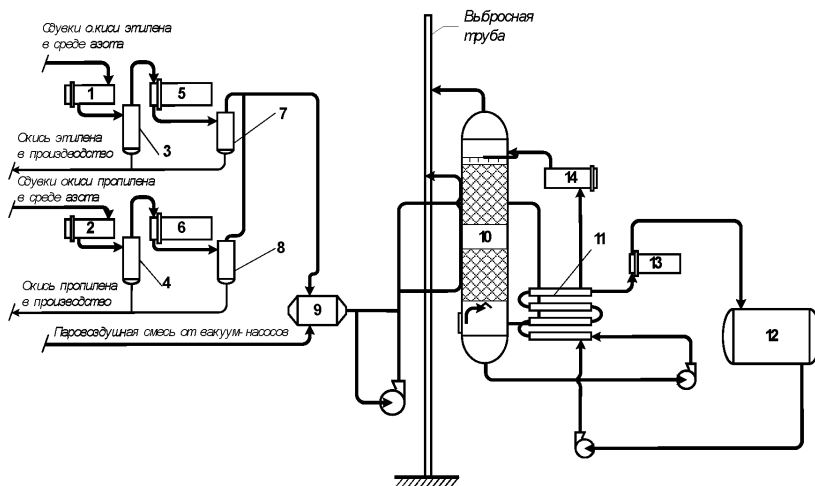 Сдувки о.киси этилена
в среде азота
Выбросная
труба
1
5
7
3
Окись этилена
в производство
Сдувки окиси пропилена
в среде азота
14
2
6
10
11
8
13
4
Окись пропилена
в производство
9
12
Паровоздушная смесь от вакуум-насосов